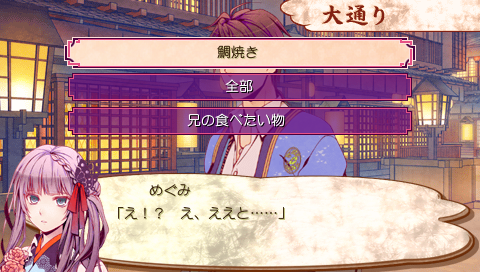 大通り
鯛焼き
全部
兄の食べたい物
めぐみ
「え！？　え、ええと……」